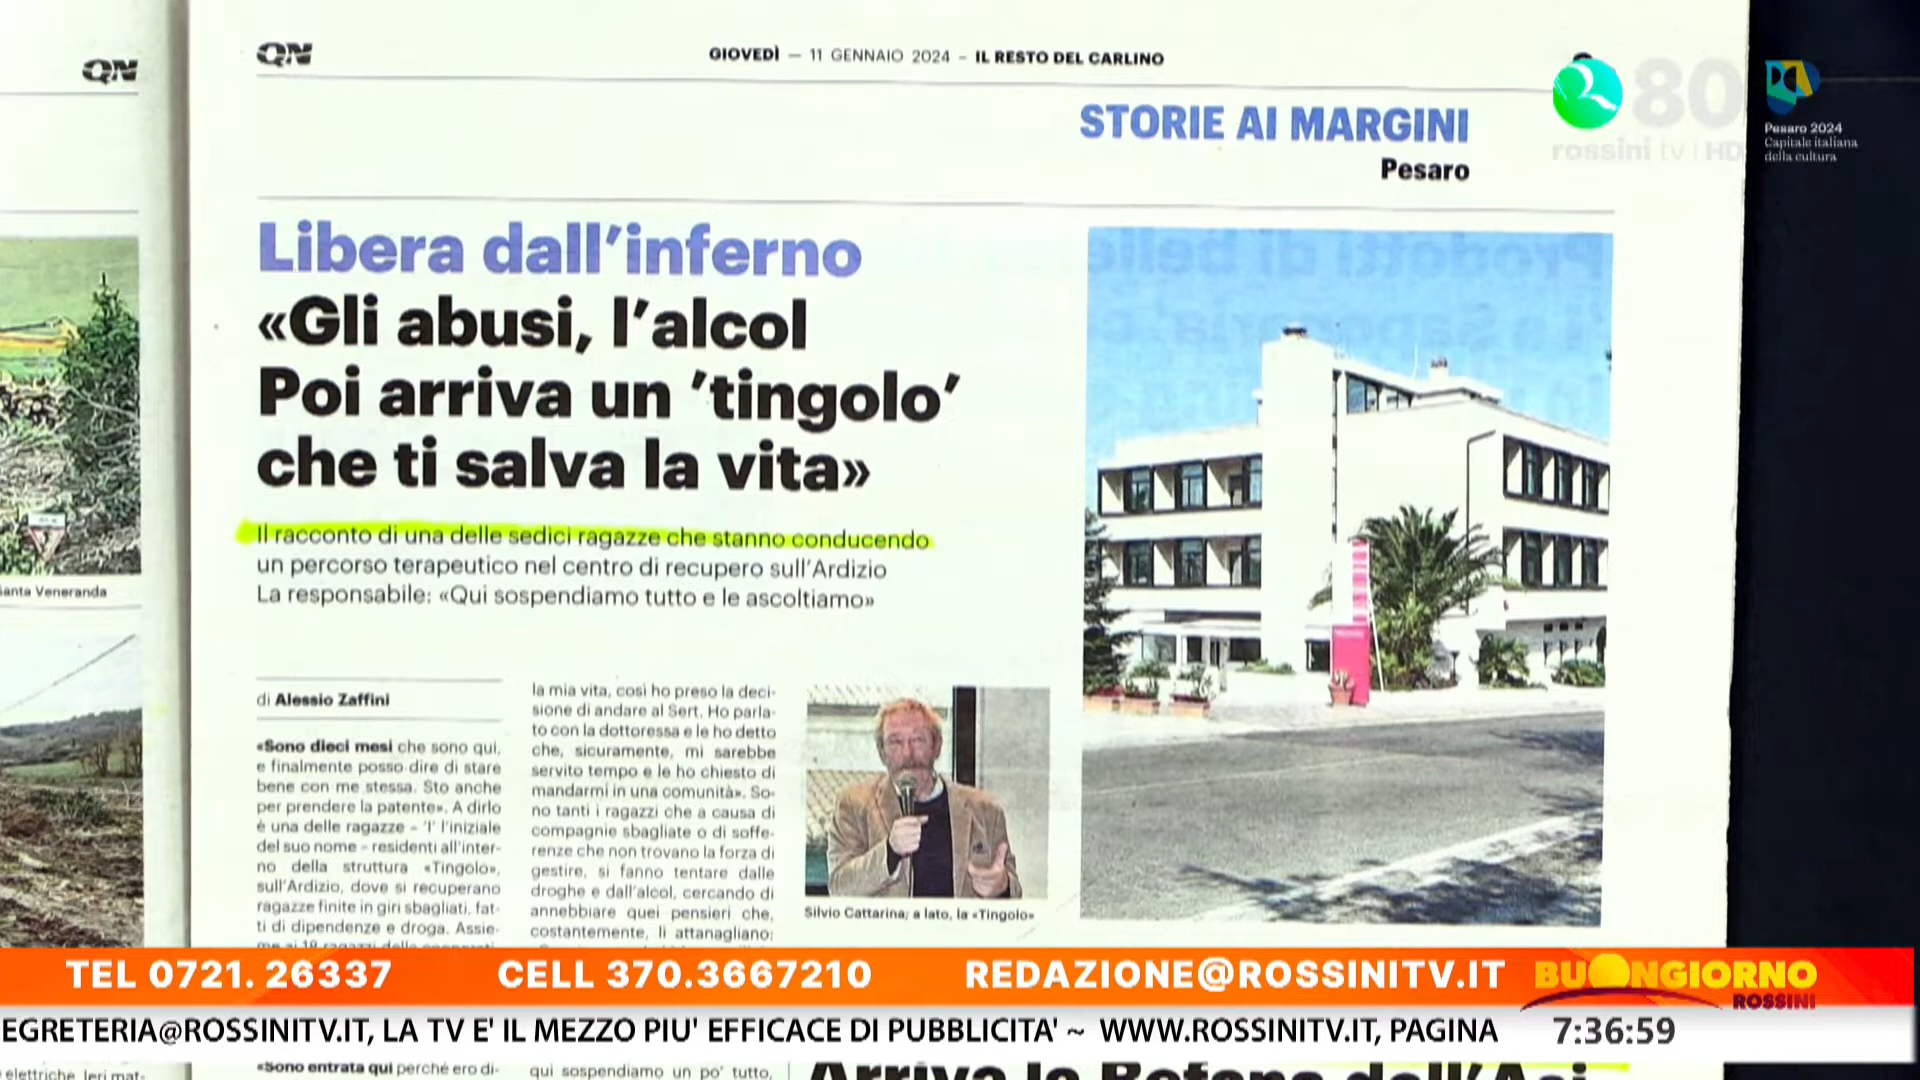 QN
QN
GIOVEDÌ — 11 GENNAIO 2024 – IL RESTO DEL CARLINO
80
rossini tv HD
Pesaro 2024
Capitale italiana
della cultura
STORIE AI MARGINI
Pesaro
Libera dall'inferno
«Gli abusi, l'alcol
Poi arriva un 'tingolo'
che ti salva la vita»
Il racconto di una delle sedici ragazze che stanno conducendo
un percorso terapeutico nel centro di recupero sull'Ardizio
La responsabile: «Qui sospendiamo tutto e le ascoltiamo»
Santa Veneranda
di Alessio Zaffini
«Sono dieci mesi che sono qui,
e finalmente posso dire di stare
bene con me stessa. Sto anche
per prendere la patente». A dirlo
è una delle ragazze – 'I' l'iniziale
del suo nome – residenti all'inter-
no della struttura «Tingolo»,
sull'Ardizio, dove si recuperano
ragazze finite in giri sbagliati, fat-
ti di dipendenze e droga. Assie-
me ai 18 ragazzi della
la mia vita, così ho preso la deci-
sione di andare al Sert. Ho parla-
to con la dottoressa e le ho detto
che, sicuramente, mi sarebbe
servito tempo e le ho chiesto di
mandarmi in una comunità». So-
no tanti i ragazzi che a causa di
compagnie sbagliate o di soffe-
renze che non trovano la forza di
gestire, si fanno tentare dalle
droghe e dall'alcol, cercando di
annebbiare quei pensieri che,
costantemente, li attanagliano:
Silvio Cattarina; a lato, la «Tingolo»
TEL 0721. 26337 CELL 370.3667210 REDAZIONE@ROSSINITV.IT
BUONGIORNO
ROSSINI
EGRETERIA@ROSSINITV.IT, LA TV E' IL MEZZO PIU' EFFICACE DI PUBBLICITA' ~ WWW.ROSSINITV.IT, PAGINA
7:36:59
elettriche. Ieri mat-
«Sono entrata qui perché ero di-
qui sospendiamo un po' tutto,
Arriva la Befana dell'Asi